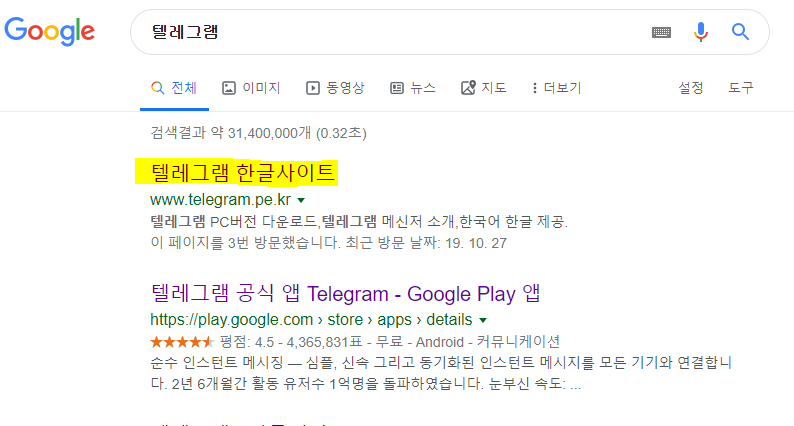 Google
텔레그램
전체 이미지 동영상 뉴스 지도 더보기 설정 도구
검색결과 약 31,400,000개 (0.32초)
텔레그램 한글사이트
www.telegram.pe.kr
텔레그램 PC버전 다운로드,텔레그램 메신저 소개,한국어 한글 제공.
이 페이지를 3번 방문했습니다. 최근 방문 날짜: 19. 10. 27
텔레그램 공식 앱 Telegram - Google Play 앱
https://play.google.com › store › apps › details
평점: 4.5 - 4,365,831표 - 무료 - Android - 커뮤니케이션
순수 인스턴트 메시징 — 심플, 신속 그리고 동기화된 인스턴트 메시지를 모든 기기와 연결합니
다. 2년 6개월간 활동 유저수 1억명을 돌파하였습니다. 눈부신 속도: ...